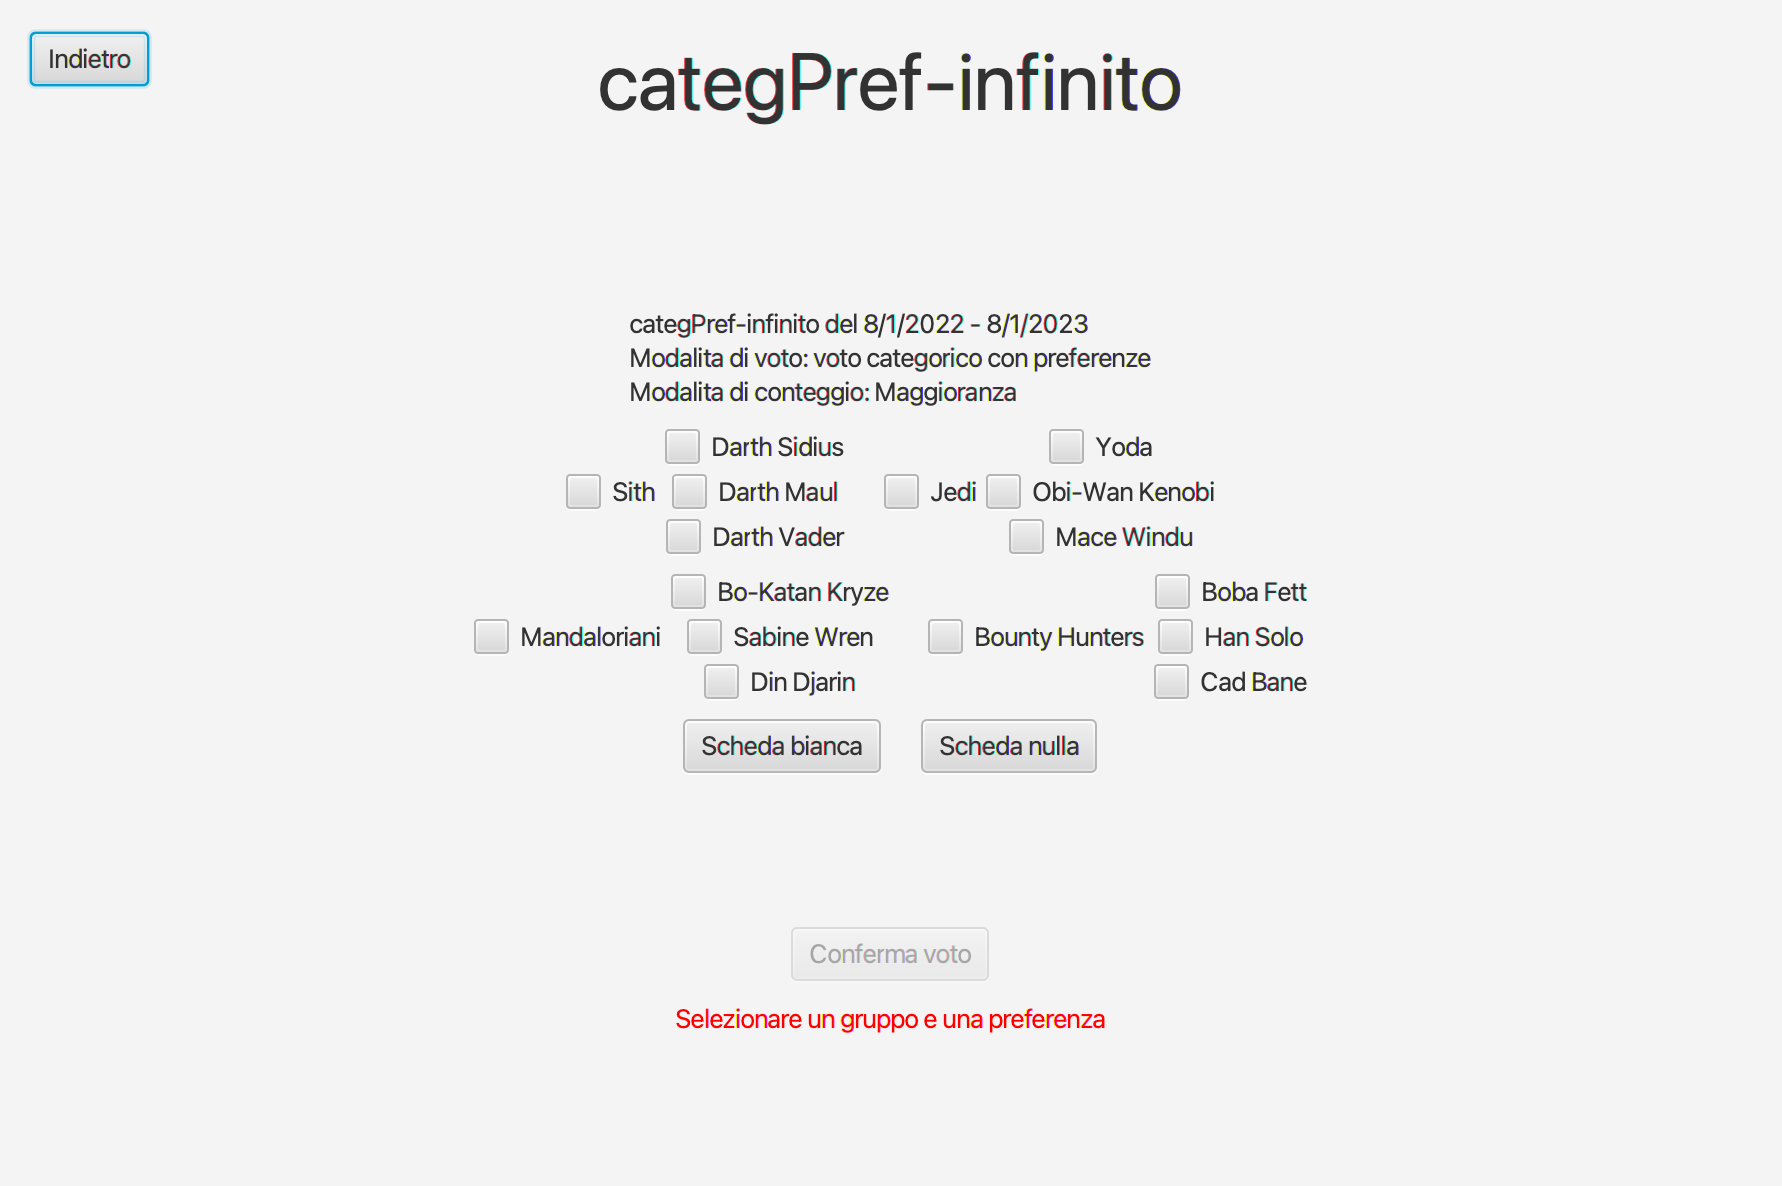 Indietro
categPref-infinito
categPref-infinito del 8/1/2022 - 8/1/2023
Modalita di voto: voto categorico con preferenze
Modalita di conteggio: Maggioranza
Darth Sidius Yoda
Sith Darth Maul Jedi Obi-Wan Kenobi
Darth Vader Mace Windu
Bo-Katan Kryze Boba Fett
Mandaloriani Sabine Wren Bounty Hunters Han Solo
Din Djarin Cad Bane
Scheda bianca Scheda nulla
Conferma voto
Selezionare un gruppo e una preferenza